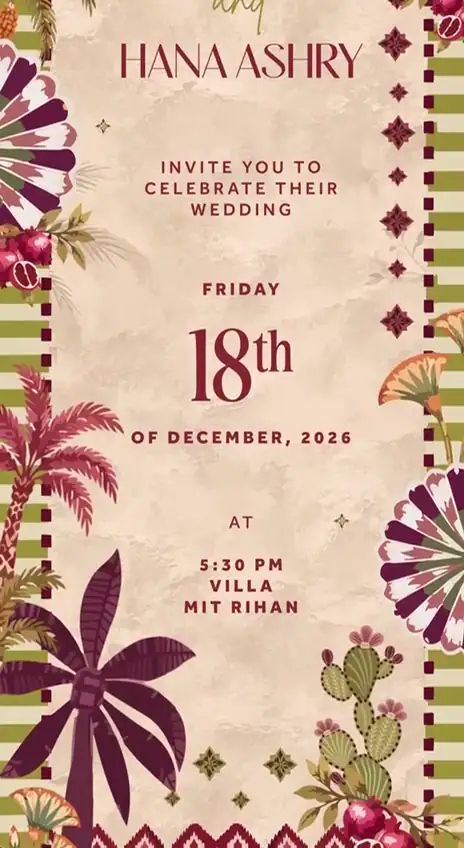 and
HANA ASHRY
INVITE YOU TO
CELEBRATE THEIR
WEDDING
FRIDAY
18th
OF DECEMBER, 2026
AT
5:30 PM
VILLA
MIT RIHAN